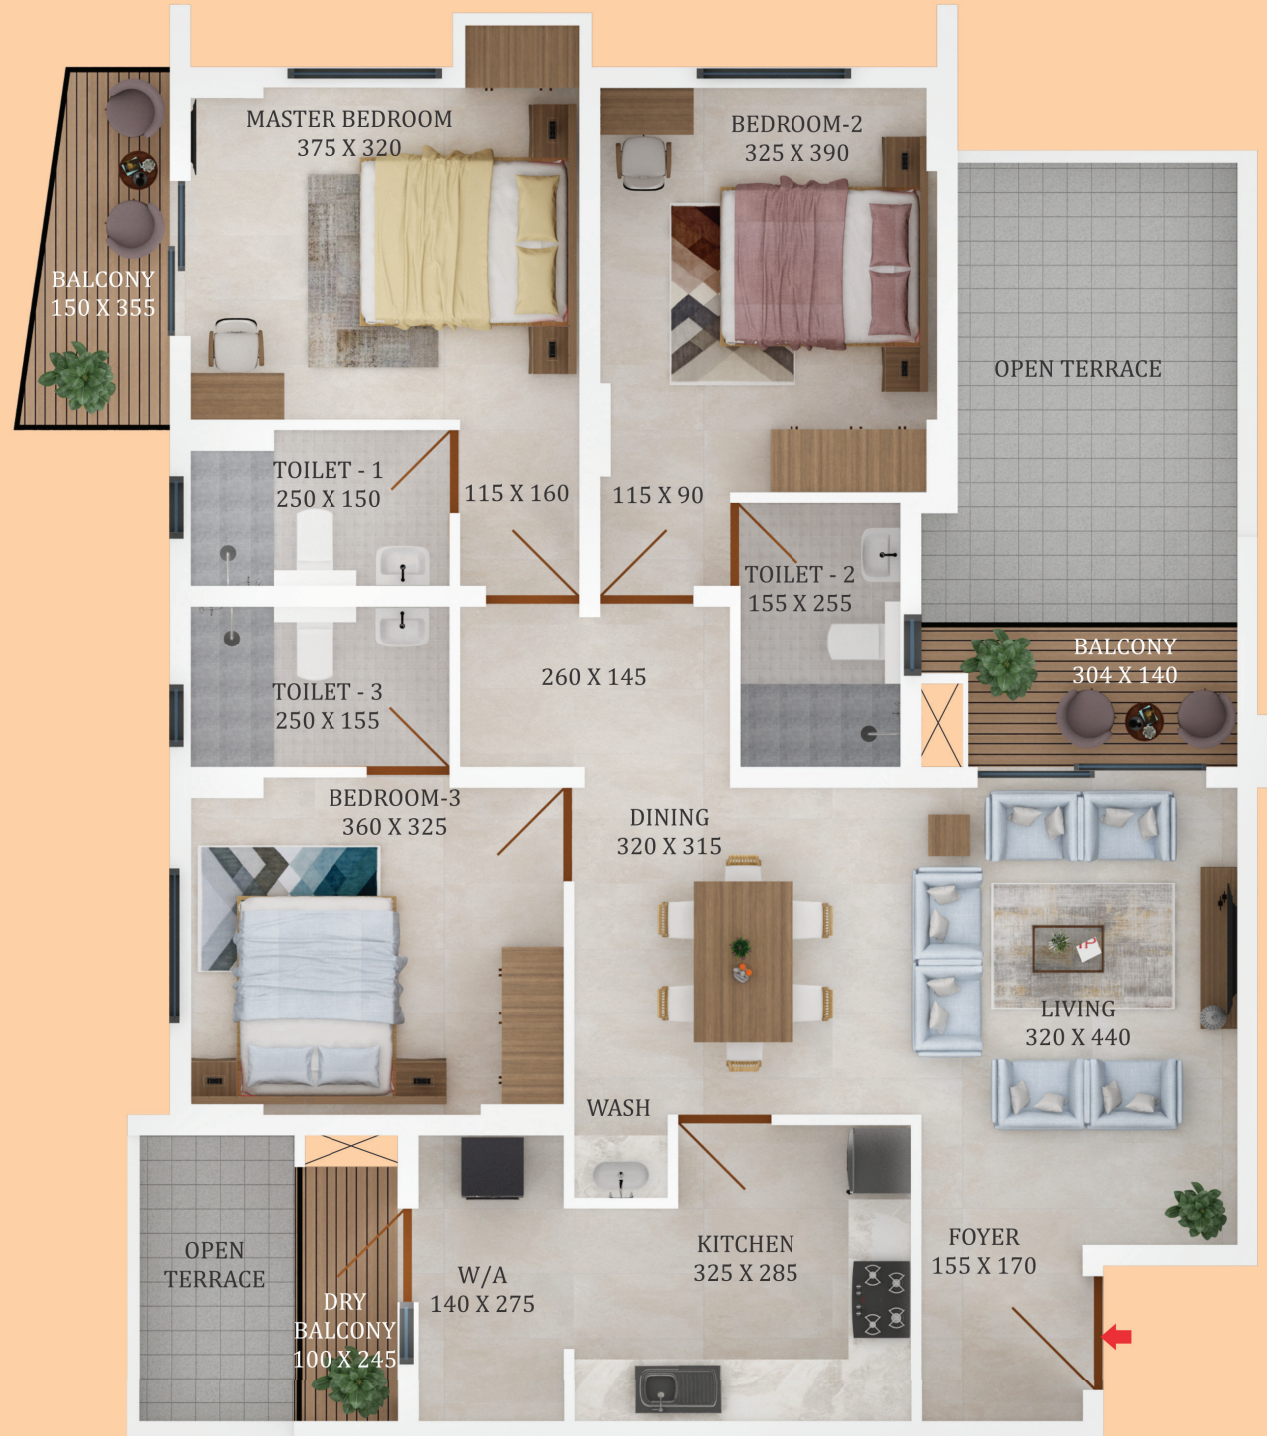 MASTER BEDROOM
375 X 320
BEDROOM-2
325 X 390
BALCONY
150 X 355
OPEN TERRACE
TOILET - 1
250 X 150
115 X 160
115 X 90
TOILET - 2
155 X 255
BALCONY
304 X 140
260 X 145
TOILET - 3
250 X 155
BEDROOM-3
360 X 325
DINING
320 X 315
LIVING
320 X 440
WASH
OPEN
TERRACE
KITCHEN
325 X 285
FOYER
155 X 170
W/A
140 X 275
DRY
BALCONY
100 X 245